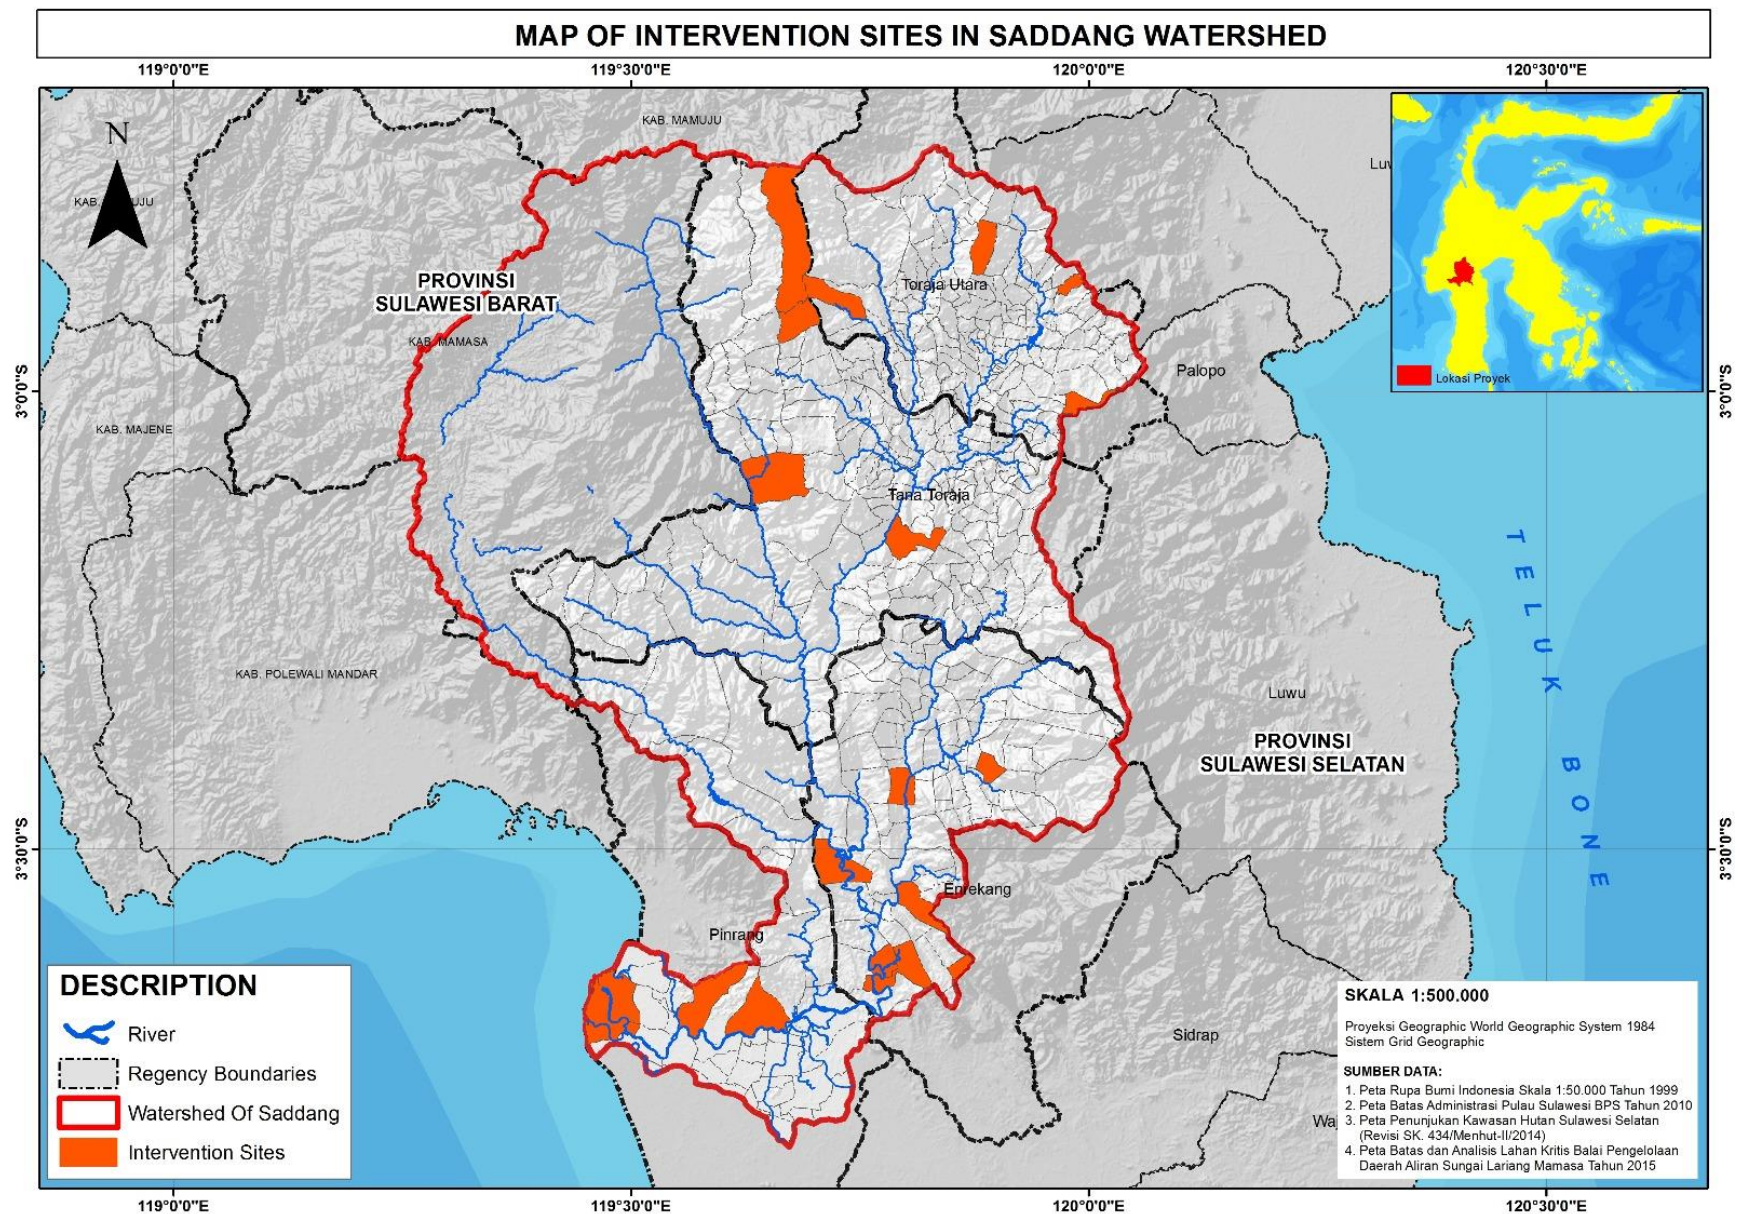 MAP OF INTERVENTION SITES IN SADDANG WATERSHED
119°0'0"E
119°30'0"E
120°0'0"E
120°30'0"E
N
KAB. MAMUJU
Toraja Utara
PROVINSI
SULAWESI BARAT
KAB. MAMASA
Palopo
Lokasi Proyek
3°0'0"S
3°0'0"S
KAB. MAJENE
Tana Toraja
TELUK BONE
KAB. POLEWALI MANDAR
Luwu
PROVINSI
SULAWESI SELATAN
3°30'0"S
3°30'0"S
Enrekang
Pinrang
Sidrap
DESCRIPTION
River
Regency Boundaries
Watershed Of Saddang
Intervention Sites
SKALA 1:500.000
Proyeksi Geographic World Geographic System 1984
Sistem Grid Geographic
SUMBER DATA:
1. Peta Rupa Bumi Indonesia Skala 1:50.000 Tahun 1999
2. Peta Batas Administrasi Pulau Sulawesi BPS Tahun 2010
3. Peta Penunjukan Kawasan Hutan Sulawesi Selatan
(Revisi SK. 434/Menhut-II/2014)
4. Peta Batas dan Analisis Lahan Kritis Balai Pengelolaan
Daerah Aliran Sungai Lariang Mamasa Tahun 2015
119°0'0"E
119°30'0"E
120°0'0"E
120°30'0"E